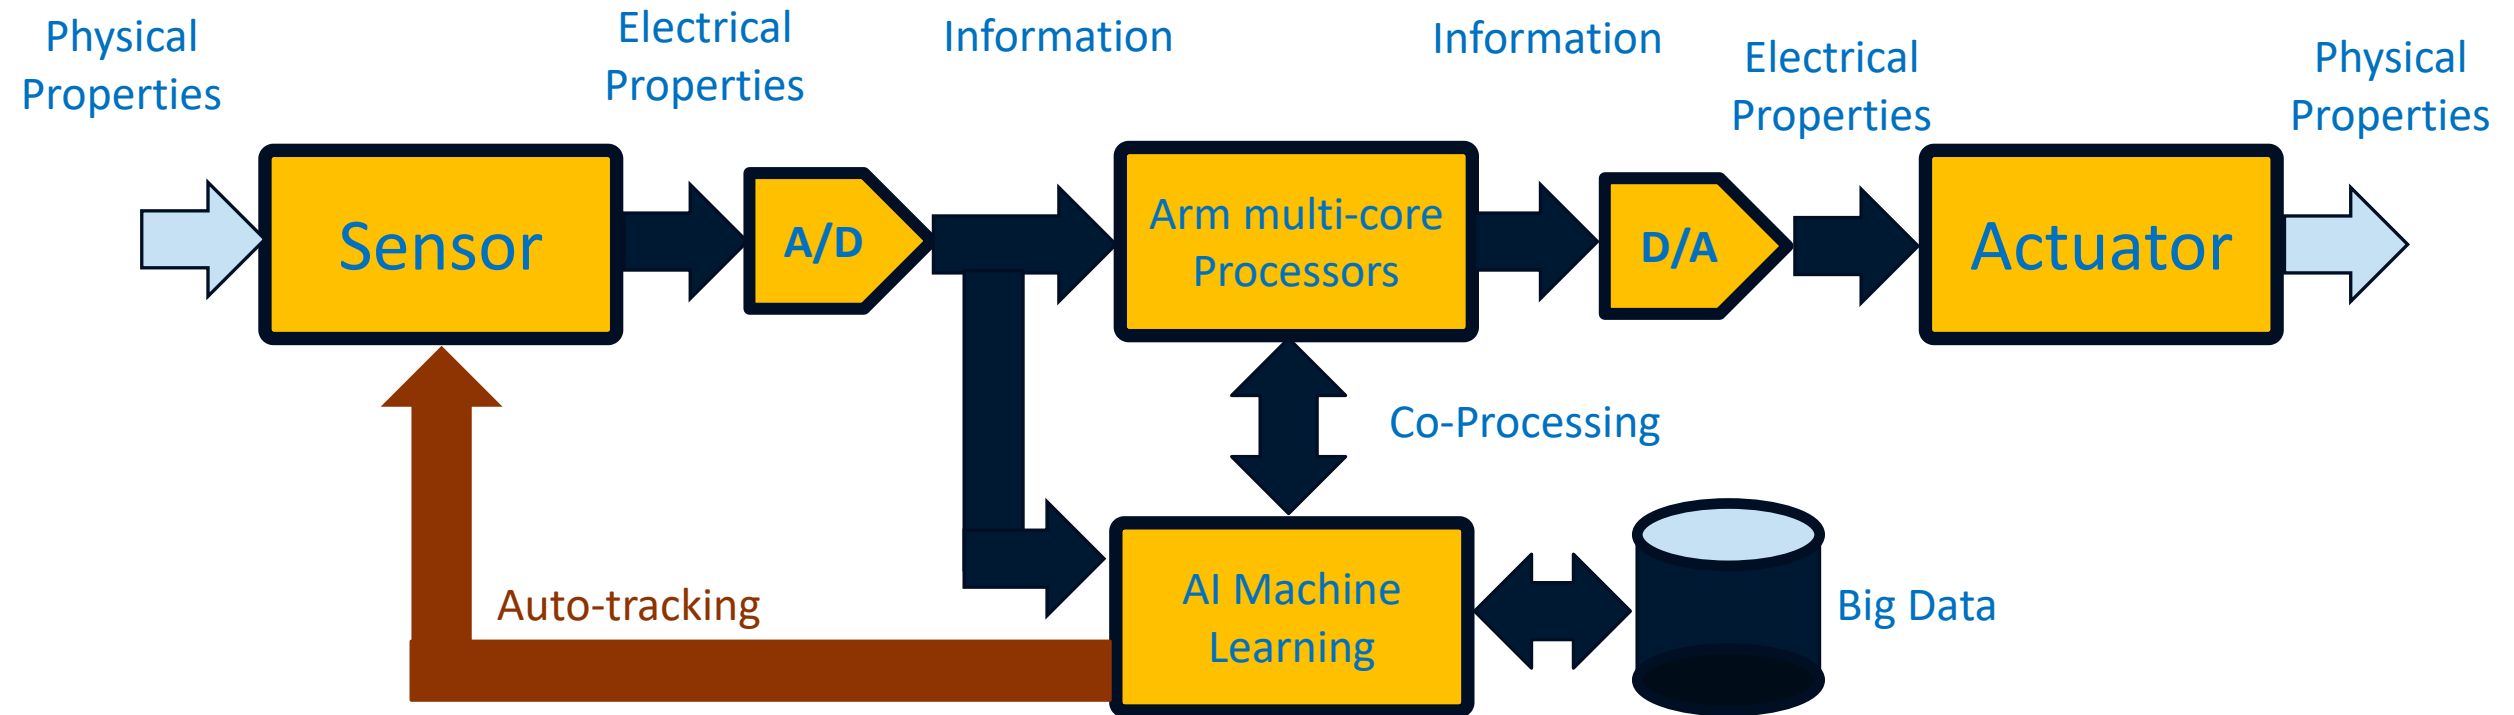 Physical
Properties
Electrical
Properties
Information
Information
Electrical
Properties
Physical
Properties
Sensor
A/D
Arm multi-core
Processors
D/A
Actuator
Co-Processing
Auto-tracking
AI Machine
Learning
Big Data